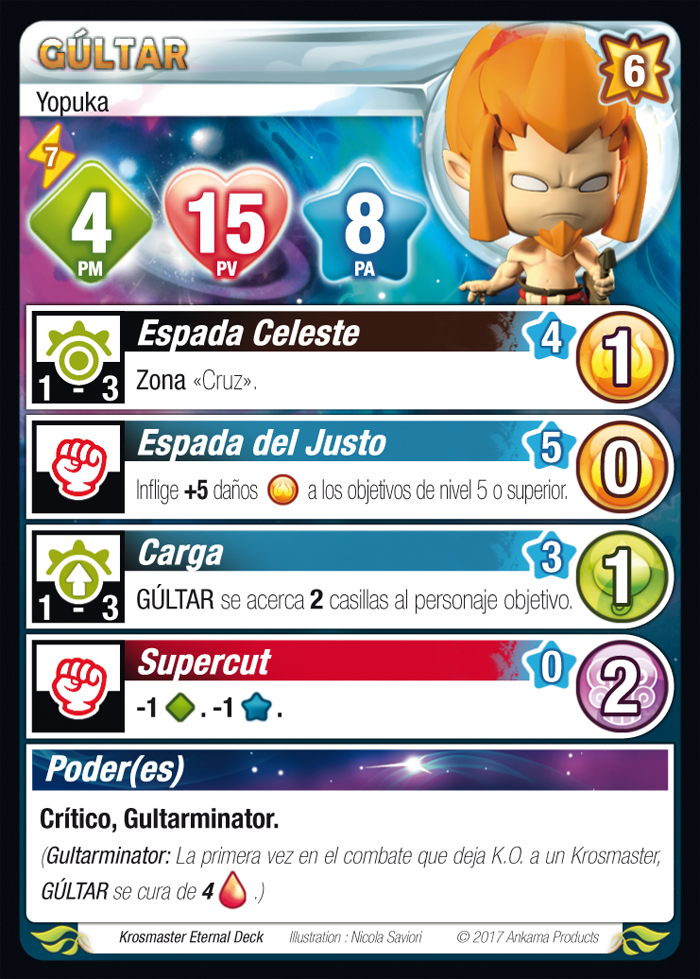 GÚLTAR
6
Yopuka
7
4
PM
15
PV
8
PA
Espada Celeste
4
1
1 - 3
Zona «Cruz».
Espada del Justo
5
0
Inflige +5 daños a los objetivos de nivel 5 o superior.
Carga
3
1
1 - 3
GÚLTAR se acerca 2 casillas al personaje objetivo.
Supercut
0
2
-1 . -1 .
Poder(es)
Crítico, Gultarminator.
(Gultarminator: La primera vez en el combate que deja K.O. a un Krosmaster,
GÚLTAR se cura de 4 .)
Krosmaster Eternal Deck Illustration : Nicola Saviori © 2017 Ankama Products